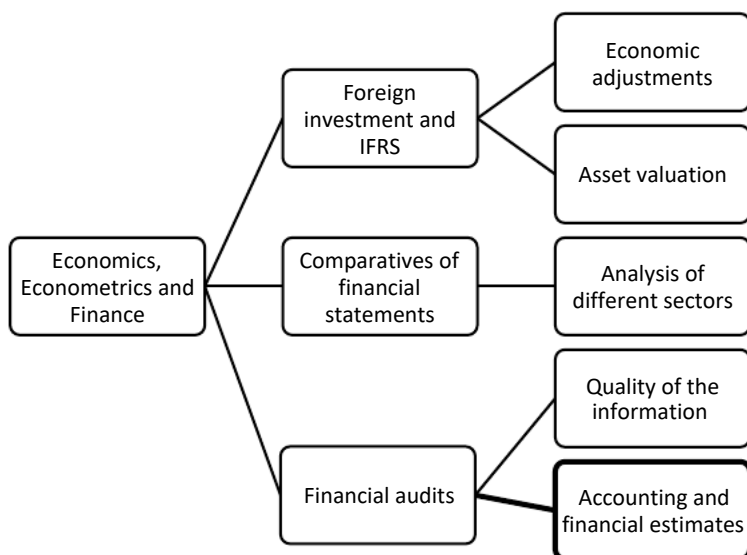 Economics,
Econometrics and
Finance
Foreign
investment and
IFRS
Economic
adjustments
Asset valuation
Comparatives of
financial
statements
Analysis of
different sectors
Financial audits
Quality of the
information
Accounting and
financial estimates